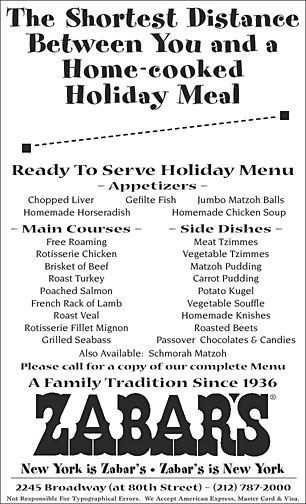 The Shortest Distance
Between You and a
Home-cooked
Holiday Meal
Ready To Serve Holiday Menu
– Appetizers –
Chopped Liver Gefilte Fish Jumbo Matzoh Balls
Homemade Horseradish Homemade Chicken Soup
– Main Courses –
Free Roaming
Rotisserie Chicken
Brisket of Beef
Roast Turkey
Poached Salmon
French Rack of Lamb
Roast Veal
Rotisserie Fillet Mignon
Grilled Seabass
– Side Dishes –
Meat Tzimmes
Vegetable Tzimmes
Matzoh Pudding
Carrot Pudding
Potato Kugel
Vegetable Souffle
Homemade Knishes
Roasted Beets
Passover Chocolates & Candies
Also Available: Schmorah Matzoh
Please call for a copy of our complete Menu
A Family Tradition Since 1936
ZABAR'S®
New York is Zabar's • Zabar's is New York
2245 Broadway (at 80th Street) – (212) 787-2000
Not Responsible For Typographical Errors. We Accept American Express, Master Card & Visa.